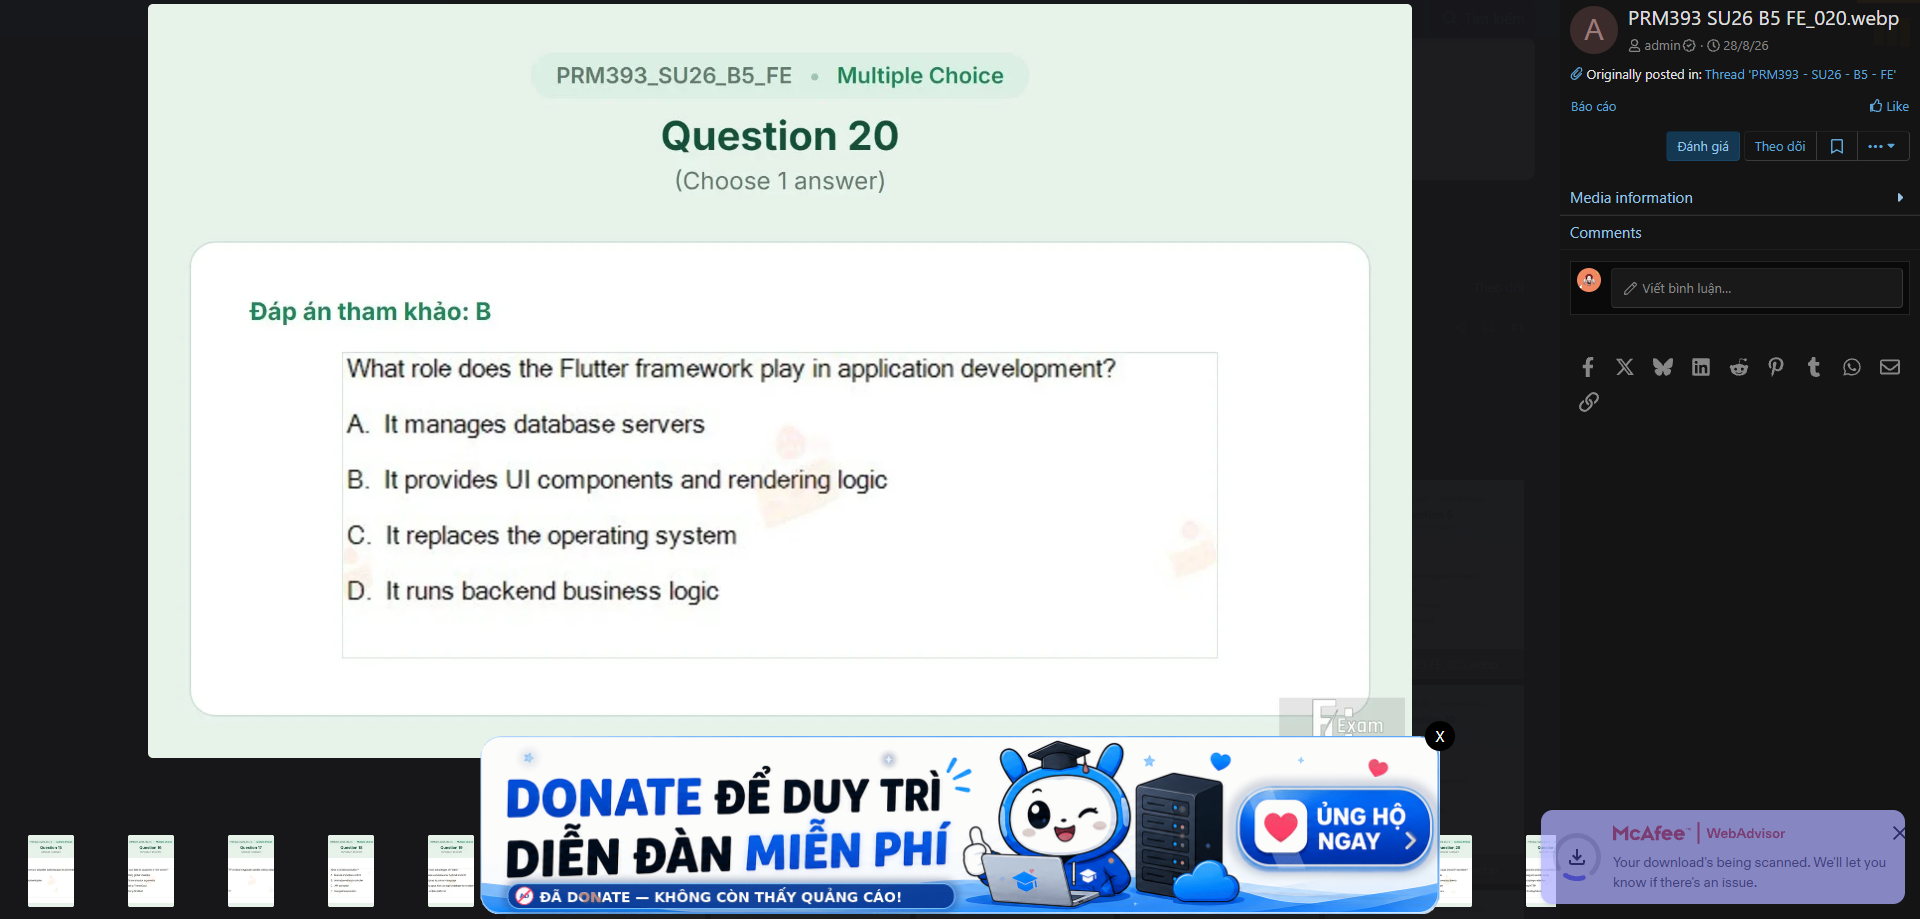 PRM393_SU26_B5_FE • Multiple Choice
Question 20
(Choose 1 answer)
Đáp án tham khảo: B
What role does the Flutter framework play in application development?
A. It manages database servers
B. It provides UI components and rendering logic
C. It replaces the operating system
D. It runs backend business logic
Exam
X
DONATE ĐỂ DUY TRÌ
DIỄN ĐÀN MIỄN PHÍ
ĐÃ DONATE — KHÔNG CÒN THẤY QUẢNG CÁO!
ỦNG HỘ
NGAY
A
PRM393 SU26 B5 FE_020.webp
admin · 28/8/26
Originally posted in: Thread 'PRM393 - SU26 - B5 - FE'
Báo cáo
Like
Đánh giá
Theo dõi
Media information
Comments
Viết bình luận...
McAfee | WebAdvisor
Your download's being scanned. We'll let you
know if there's an issue.